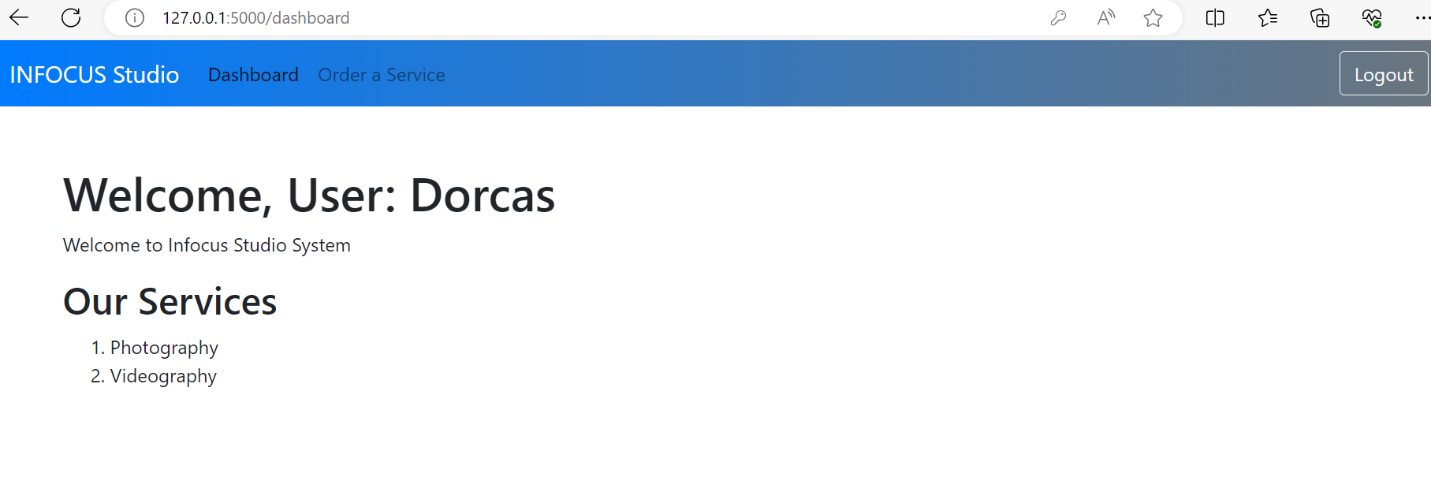 127.0.0.1:5000/dashboard
INFOCUS Studio Dashboard Order a Service Logout
Welcome, User: Dorcas
Welcome to Infocus Studio System
Our Services
1. Photography
2. Videography